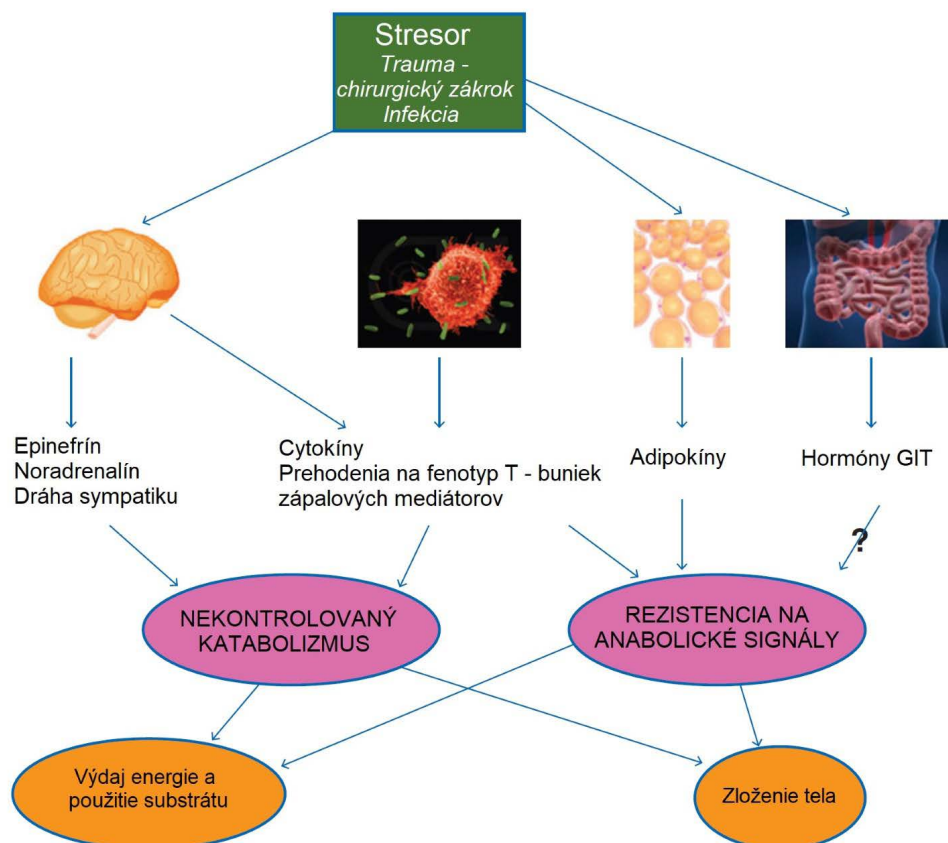 Stresor
Trauma -
chirurgický zákrok
Infekcia
Epinefrín
Noradrenalín
Dráha sympatiku
Cytokíny
Prehodenia na fenotyp T - buniek
zápalových mediátorov
Adipokíny
Hormóny GIT
?
NEKONTROLOVANÝ
KATABOLIZMUS
REZISTENCIA NA
ANABOLICKÉ SIGNÁLY
Výdaj energie a
použitie substrátu
Zloženie tela